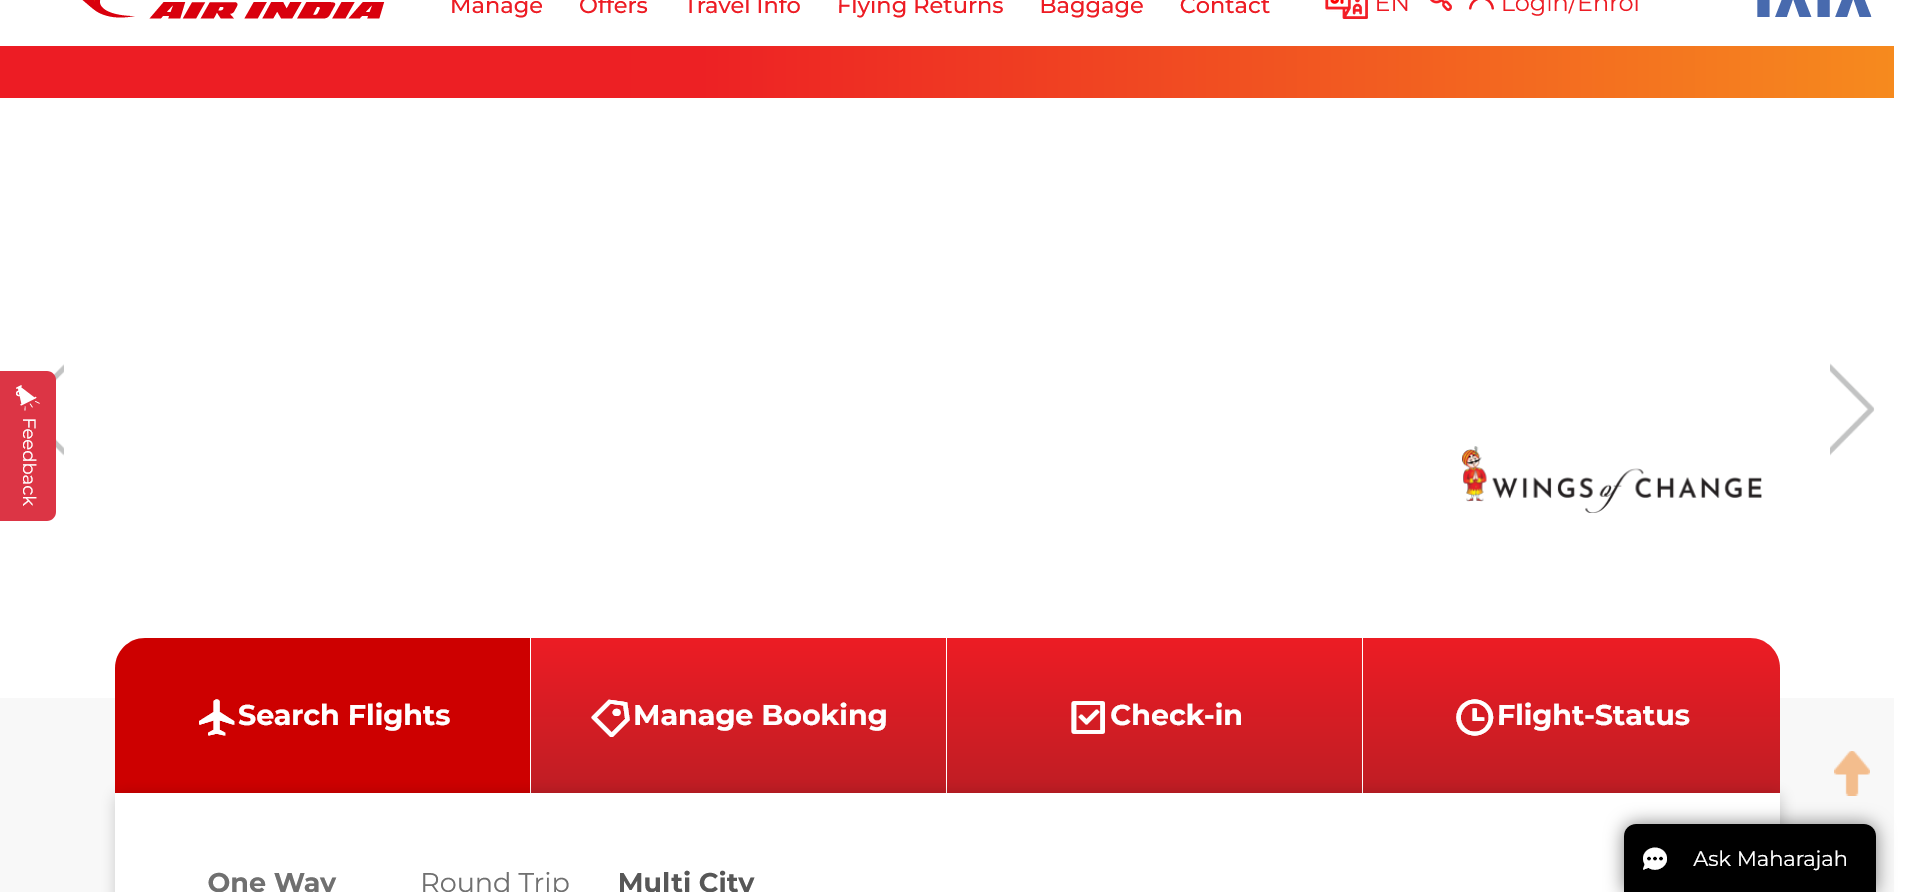 AIR INDIA Manage Offers Travel Info Flying Returns Baggage Contact EN Login/Enrol TATA
Feedback
WINGS of CHANGE
Search Flights Manage Booking Check-in Flight-Status
Ask Maharajah
One Way Round Trip Multi City